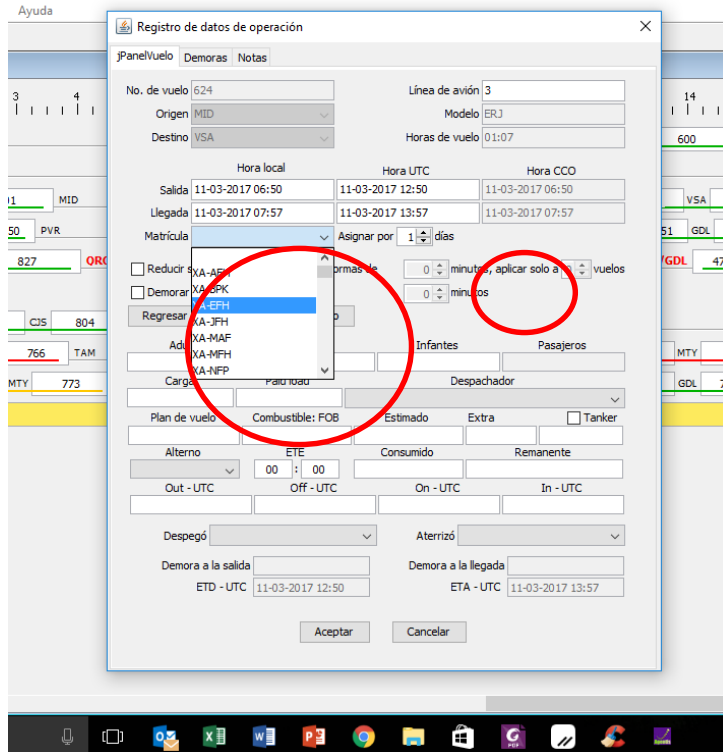 Ayuda
Registro de datos de operación
jPanelVuelo Demoras Notas
No. de vuelo 624 Línea de avión 3
Origen MID Modelo ERJ
Destino VSA Horas de vuelo 01:07
Hora local Hora UTC Hora CCO
Salida 11-03-2017 06:50 11-03-2017 12:50 11-03-2017 06:50
Llegada 11-03-2017 07:57 11-03-2017 13:57 11-03-2017 07:57
Matrícula Asignar por 1 días
Reducir minutos, aplicar solo a vuelos
Demorar 0 minutos
Regresar
XA-BPK
XA-EFH
XA-JFH
XA-MAF
XA-MFH
XA-NFP
Infantes Pasajeros
Carga Despachador
Plan de vuelo Combustible: FOB Estimado Extra Tanker
Alterno ETE Consumido Remanente
00 : 00
Out - UTC Off - UTC On - UTC In - UTC
Despegó Aterrizó
Demora a la salida Demora a la llegada
ETD - UTC 11-03-2017 12:50 ETA - UTC 11-03-2017 13:57
Aceptar Cancelar
3 4
MID
50 PVR
827
CJS 804
766 TAM
MTY 773
14
600
VSA
51 GDL
/GDL 47
MTY
GDL